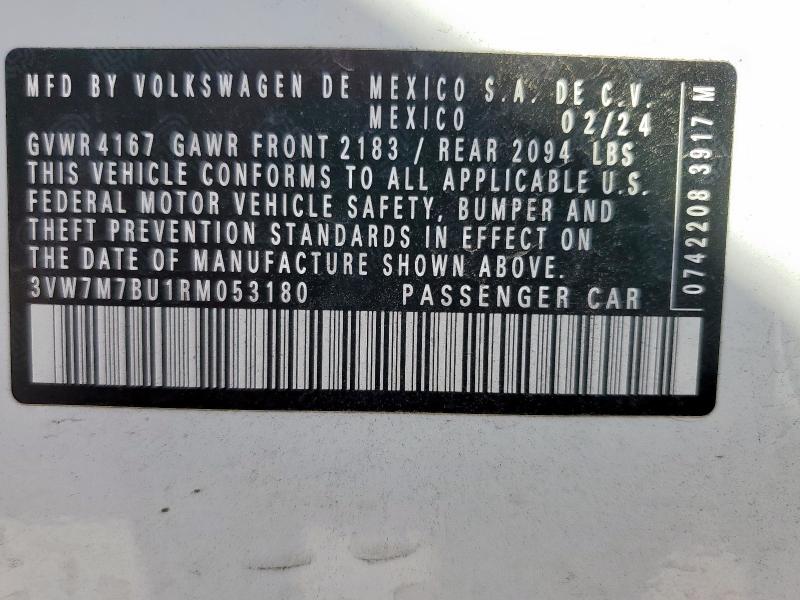 MFD BY VOLKSWAGEN DE MEXICO S.A. DE C.V.
MEXICO 02/24
GVWR 4167 GAWR FRONT 2183 / REAR 2094 LBS
THIS VEHICLE CONFORMS TO ALL APPLICABLE U.S.
FEDERAL MOTOR VEHICLE SAFETY, BUMPER AND
THEFT PREVENTION STANDARDS IN EFFECT ON
THE DATE OF MANUFACTURE SHOWN ABOVE.
3VW7M7BU1RM053180 PASSENGER CAR
0742208 3917 M